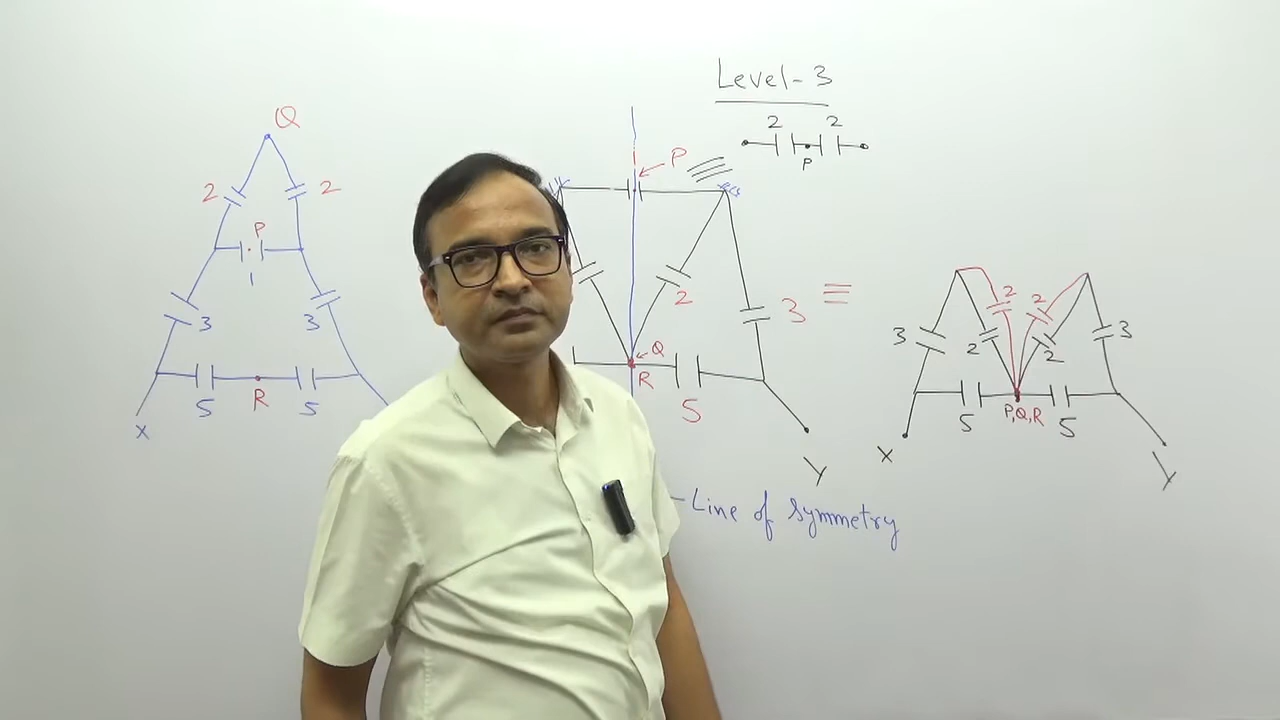 Level-3
2 2
P
Q
2 2
P
1
3 3
5 R 5
X
P
2
3
Q
R
5
Y
≡
2 2
3 2 2 3
5 P,Q,R 5
X
Y
Line of Symmetry